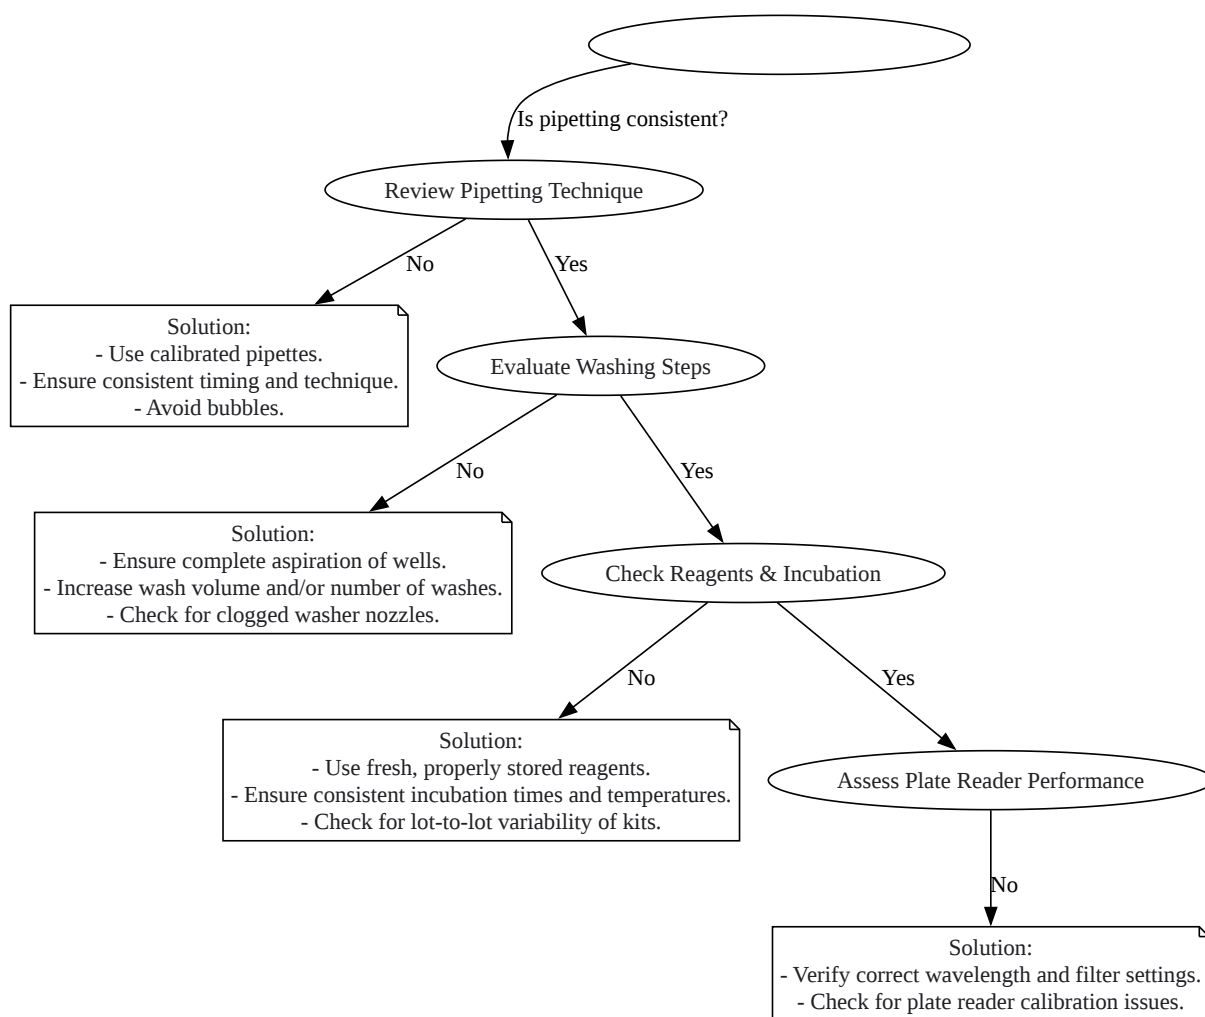 Is pipetting consistent?
Review Pipetting Technique
No
Yes
Solution:
- Use calibrated pipettes.
- Ensure consistent timing and technique.
- Avoid bubbles.
Evaluate Washing Steps
No
Yes
Solution:
- Ensure complete aspiration of wells.
- Increase wash volume and/or number of washes.
- Check for clogged washer nozzles.
Check Reagents & Incubation
No
Yes
Solution:
- Use fresh, properly stored reagents.
- Ensure consistent incubation times and temperatures.
- Check for lot-to-lot variability of kits.
Assess Plate Reader Performance
No
Solution:
- Verify correct wavelength and filter settings.
- Check for plate reader calibration issues.